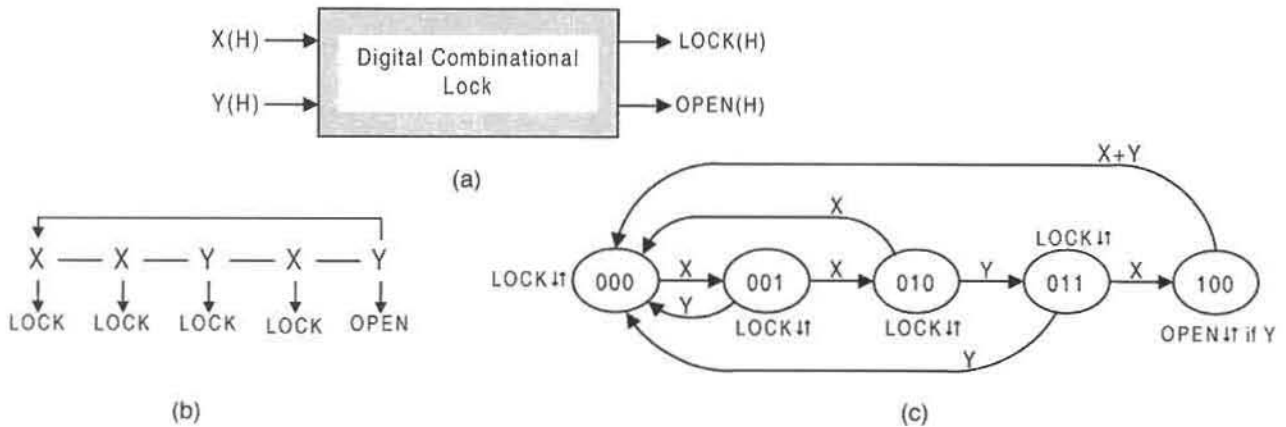 X(H)
Y(H)
Digital Combinational
Lock
LOCK(H)
OPEN(H)
(a)
X — X — Y — X — Y
LOCK LOCK LOCK LOCK OPEN
(b)
X+Y
X
LOCK↓↑
000
X
Y
001
LOCK↓↑
X
010
LOCK↓↑
Y
LOCK↓↑
011
X
100
OPEN↓↑ if Y
Y
(c)